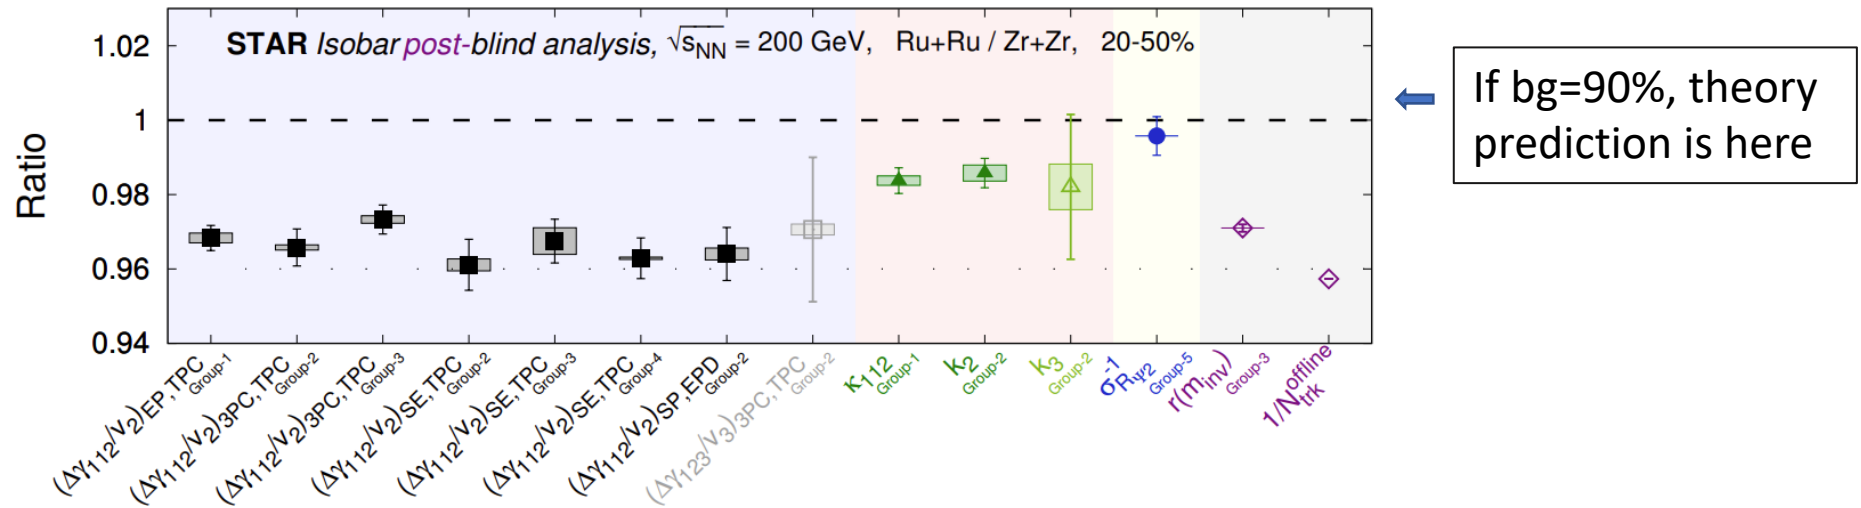 STAR Isobar post-blind analysis, √sNN = 200 GeV, Ru+Ru / Zr+Zr, 20-50%
Ratio
1.02
1
0.98
0.96
0.94
(Δγ112/v2)EP,TPC Group-1
(Δγ112/v2)3PC,TPC Group-2
(Δγ112/v2)3PC,TPC Group-3
(Δγ112/v2)SE,TPC Group-2
(Δγ112/v2)SE,TPC Group-3
(Δγ112/v2)SE,TPC Group-4
(Δγ112/v2)SP,EPD Group-2
(Δγ123/v3)3PC,TPC Group-2
κ112 Group-1
k2 Group-2
k3 Group-2
σ-1RΨ2 Group-5
r(minv) Group-3
1/Nofflinetrk
If bg=90%, theory
prediction is here